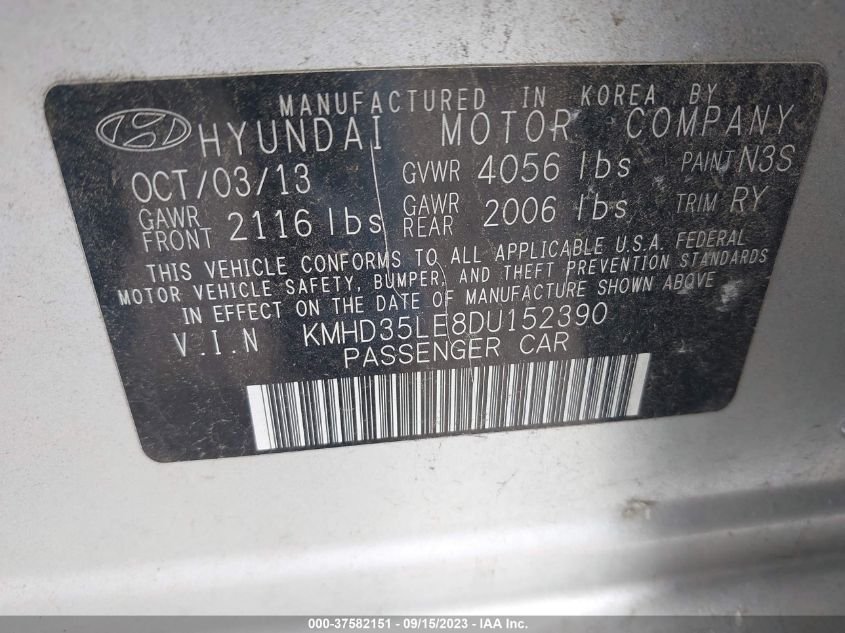 MANUFACTURED IN KOREA BY
HYUNDAI MOTOR COMPANY
OCT/03/13 GVWR 4056 lbs PAINT N3S
GAWR FRONT 2116 lbs GAWR REAR 2006 lbs TRIM RY
THIS VEHICLE CONFORMS TO ALL APPLICABLE U.S.A. FEDERAL
MOTOR VEHICLE SAFETY, BUMPER, AND THEFT PREVENTION STANDARDS
IN EFFECT ON THE DATE OF MANUFACTURE SHOWN ABOVE
V.I.N KMHD35LE8DU152390
PASSENGER CAR
000-37582151 - 09/15/2023 - IAA Inc.